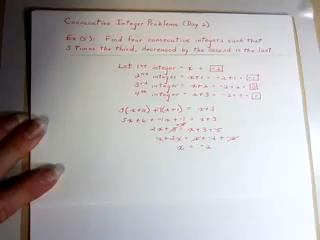 Consecutive Integer Problems (Day 2)
Ex (5): Find four consecutive integers such that
3 times the third, decreased by the second is the last.
Let 1st integer = x = -2
2nd integer = x+1 = -2+1 = -1
3rd integer = x+2 = -2+2 = 0
4th integer = x+3 = -2+3 = 1
3(x+2) -1(x+1) = x+3
3x+6 + -1x + -1 = x+3
2x+5 = x+3-5
x = -2